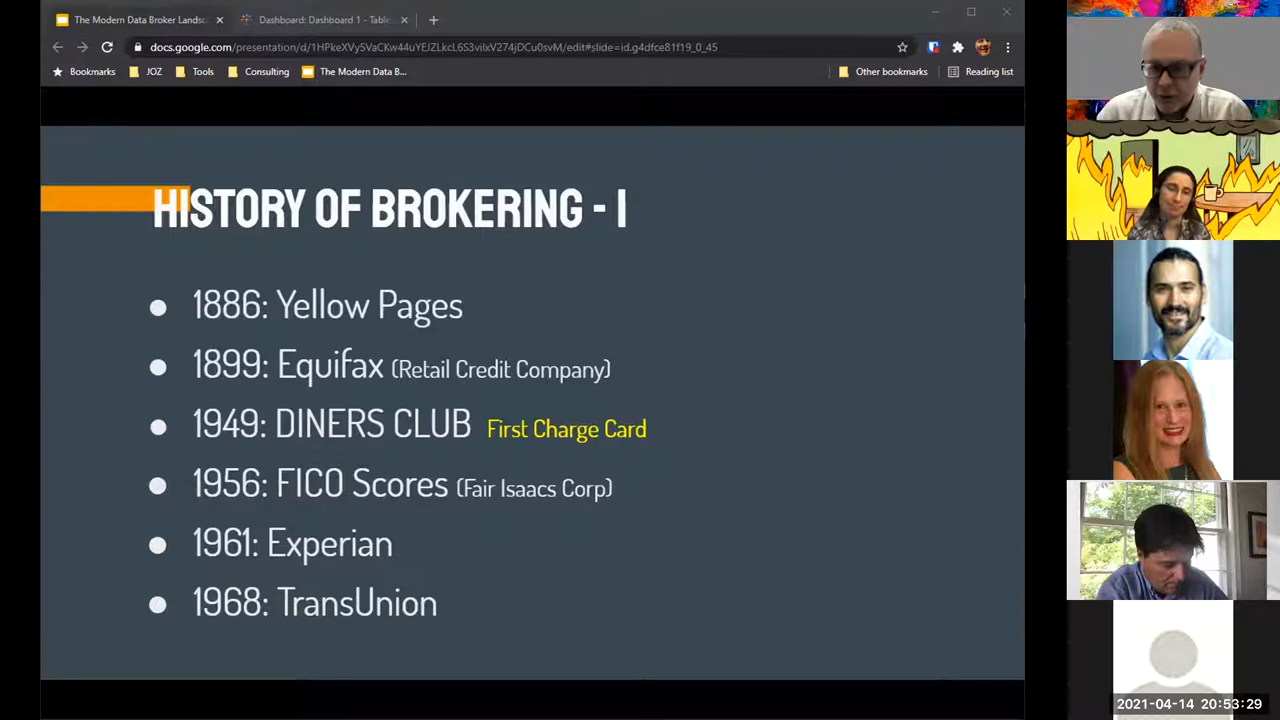 The Modern Data Broker Landsc
Dashboard: Dashboard 1 - Table
docs.google.com/presentation/d/1HPkeXVy5VaCKw44uYEJZLkcL6S3vilxV274jDCu0svM/edit#slide=id.g4dfce81f19_0_45
Bookmarks JOZ Tools Consulting The Modern Data B... Other bookmarks Reading list
HISTORY OF BROKERING - I
● 1886: Yellow Pages
● 1899: Equifax (Retail Credit Company)
● 1949: DINERS CLUB First Charge Card
● 1956: FICO Scores (Fair Isaacs Corp)
● 1961: Experian
● 1968: TransUnion
2021-04-14 20:53:29